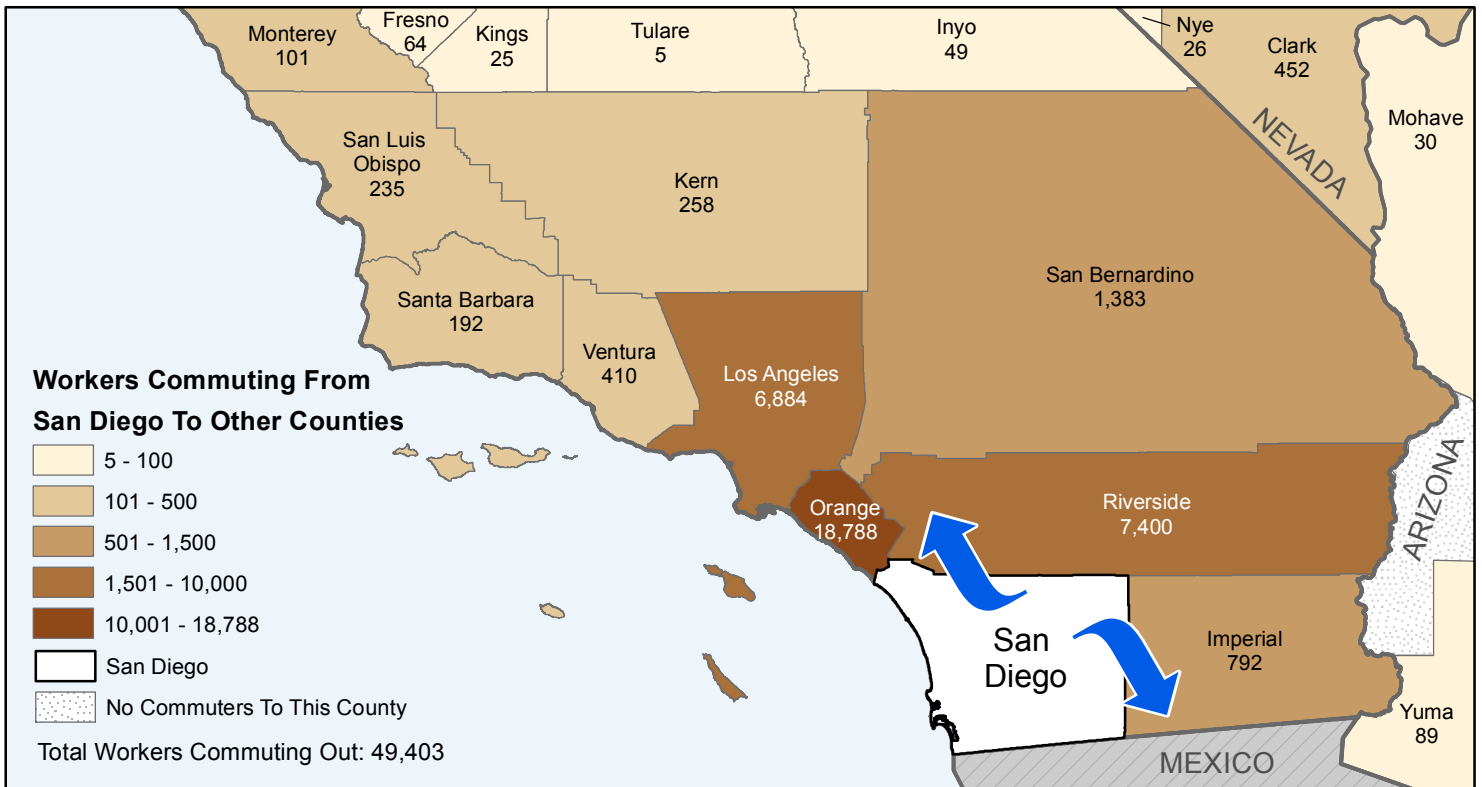 Monterey
101
Fresno
64
Kings
25
Tulare
5
Inyo
49
Nye
26
Clark
452
Mohave
30
NEVADA
San Luis
Obispo
235
Kern
258
San Bernardino
1,383
Santa Barbara
192
Ventura
410
Los Angeles
6,884
Orange
18,788
Riverside
7,400
ARIZONA
San
Diego
Imperial
792
Yuma
89
MEXICO
Workers Commuting From
San Diego To Other Counties
5 - 100
101 - 500
501 - 1,500
1,501 - 10,000
10,001 - 18,788
San Diego
No Commuters To This County
Total Workers Commuting Out: 49,403